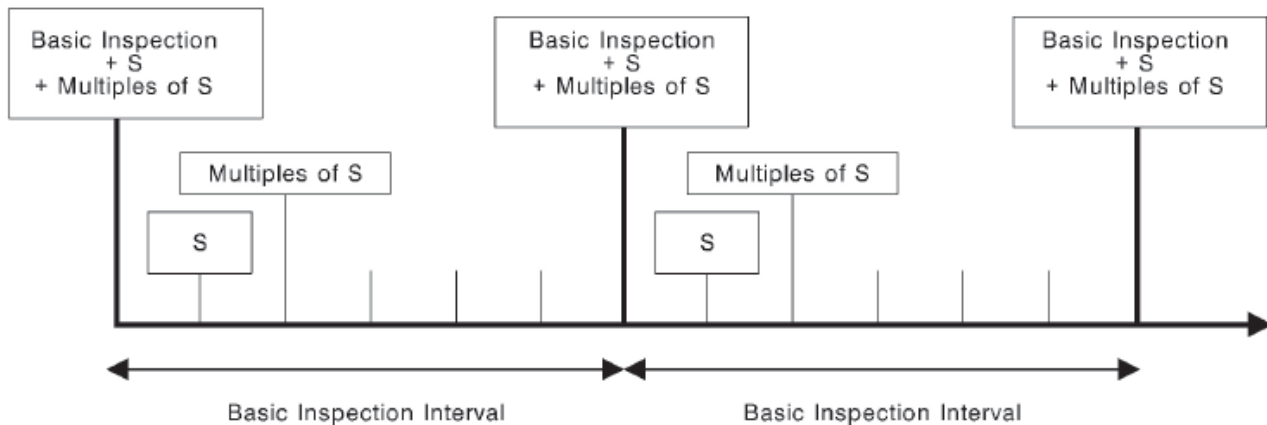 Basic Inspection
+ S
+ Multiples of S
Basic Inspection
+ S
+ Multiples of S
Basic Inspection
+ S
+ Multiples of S
Multiples of S
Multiples of S
S
S
Basic Inspection Interval
Basic Inspection Interval